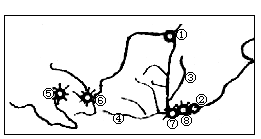 ①
③
⑤ ⑥
②
④ ⑦ ⑧